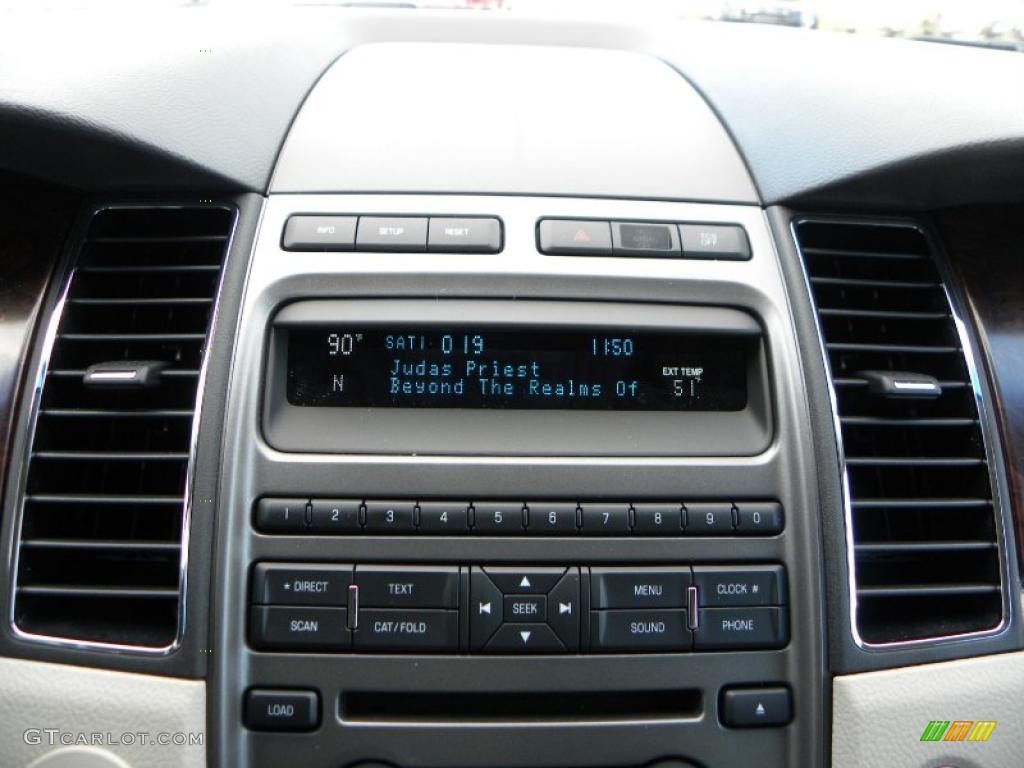 INFO SETUP RESET
OFF
90°F SAT1 019 11:50
Judas Priest
EXT TEMP
N Beyond The Realms Of 51°
1 2 3 4 5 6 7 8 9 0
* DIRECT TEXT MENU CLOCK #
SEEK
SCAN CAT/FOLD SOUND PHONE
LOAD
GTCARLOT.COM